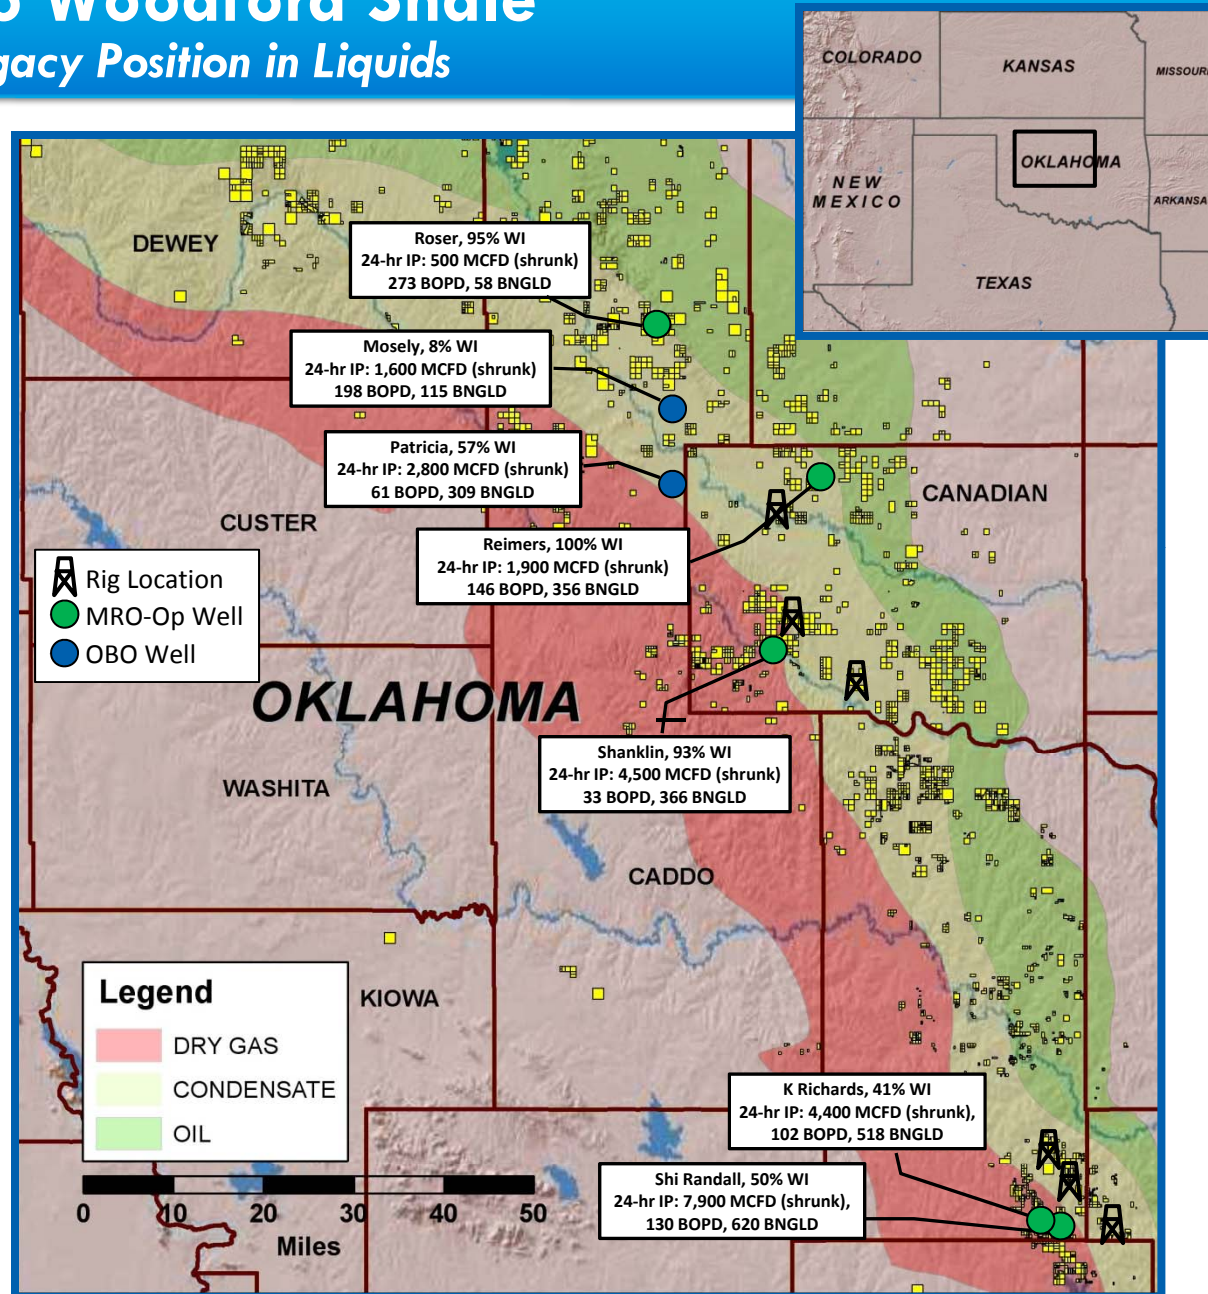 Woodford Shale
Position in Liquids
COLORADO
KANSAS
OKLAHOMA
NEW
MEXICO
TEXAS
DEWEY
Roser, 95% WI
24-hr IP: 500 MCFD (shrunk)
273 BOPD, 58 BNGLD
Mosely, 8% WI
24-hr IP: 1,600 MCFD (shrunk)
198 BOPD, 115 BNGLD
Patricia, 57% WI
24-hr IP: 2,800 MCFD (shrunk)
61 BOPD, 309 BNGLD
CANADIAN
CUSTER
Reimers, 100% WI
24-hr IP: 1,900 MCFD (shrunk)
146 BOPD, 356 BNGLD
Rig Location
MRO-Op Well
OBO Well
OKLAHOMA
Shanklin, 93% WI
24-hr IP: 4,500 MCFD (shrunk)
33 BOPD, 366 BNGLD
WASHITA
CADDO
KIOWA
Legend
DRY GAS
CONDENSATE
OIL
K Richards, 41% WI
24-hr IP: 4,400 MCFD (shrunk),
102 BOPD, 518 BNGLD
Shi Randall, 50% WI
24-hr IP: 7,900 MCFD (shrunk),
130 BOPD, 620 BNGLD
0 10 20 30 40 50
Miles